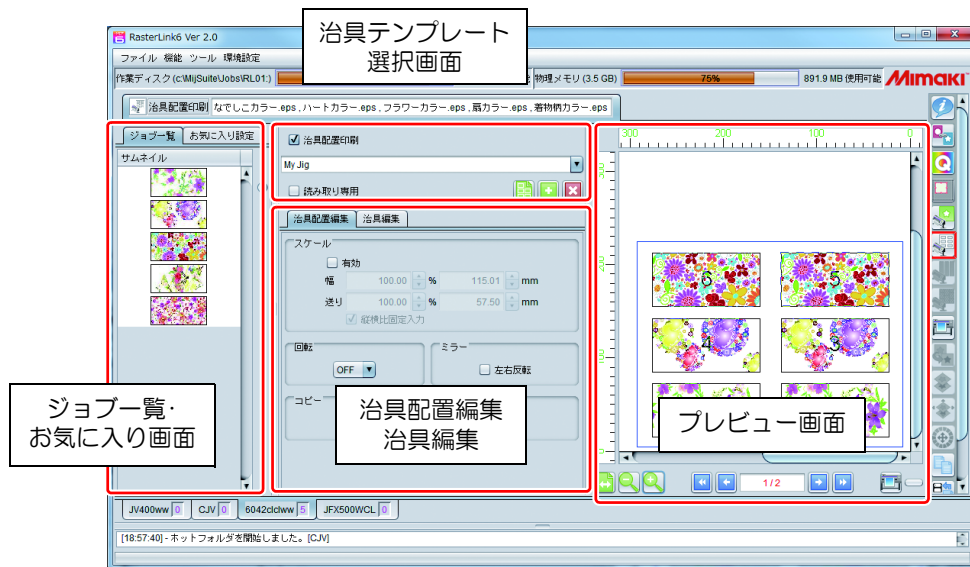 RasterLink6 Ver 2.0
ファイル 機能 ツール 環境設定
作業ディスク (c:\MijSuite\Jobs\RL01:)
物理メモリ (3.5 GB)
75%
891.9 MB 使用可能
Mimaki
治具テンプレート
選択画面
治具配置印刷 なでしこカラー.eps , ハートカラー.eps , フラワーカラー.eps , 扇カラー.eps , 着物柄カラー.eps
ジョブ一覧 お気に入り設定
サムネイル
治具配置印刷
My Jig
読み取り専用
治具配置編集 治具編集
スケール
有効
幅 100.00 % 115.01 mm
送り 100.00 % 57.50 mm
縦横比固定入力
回転
OFF
ミラー
左右反転
コピー
300 200 100 0
6 5
4 3
ジョブ一覧・
お気に入り画面
治具配置編集
治具編集
プレビュー画面
1/2
JV400ww 0 CJV 0 6042clclww 5 JFX500WCL 0
[18:57:40] - ホットフォルダを開始しました。[CJV]